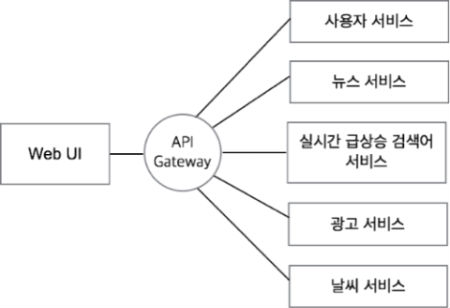 사용자 서비스
뉴스 서비스
Web UI
API
Gateway
실시간 급상승 검색어
서비스
광고 서비스
날씨 서비스